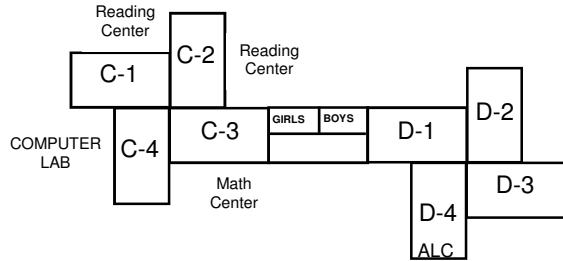 Reading
Center
C-2
Reading
Center
C-1
D-2
GIRLS
BOYS
C-3
D-1
COMPUTER
LAB
C-4
Math
Center
D-3
D-4
ALC